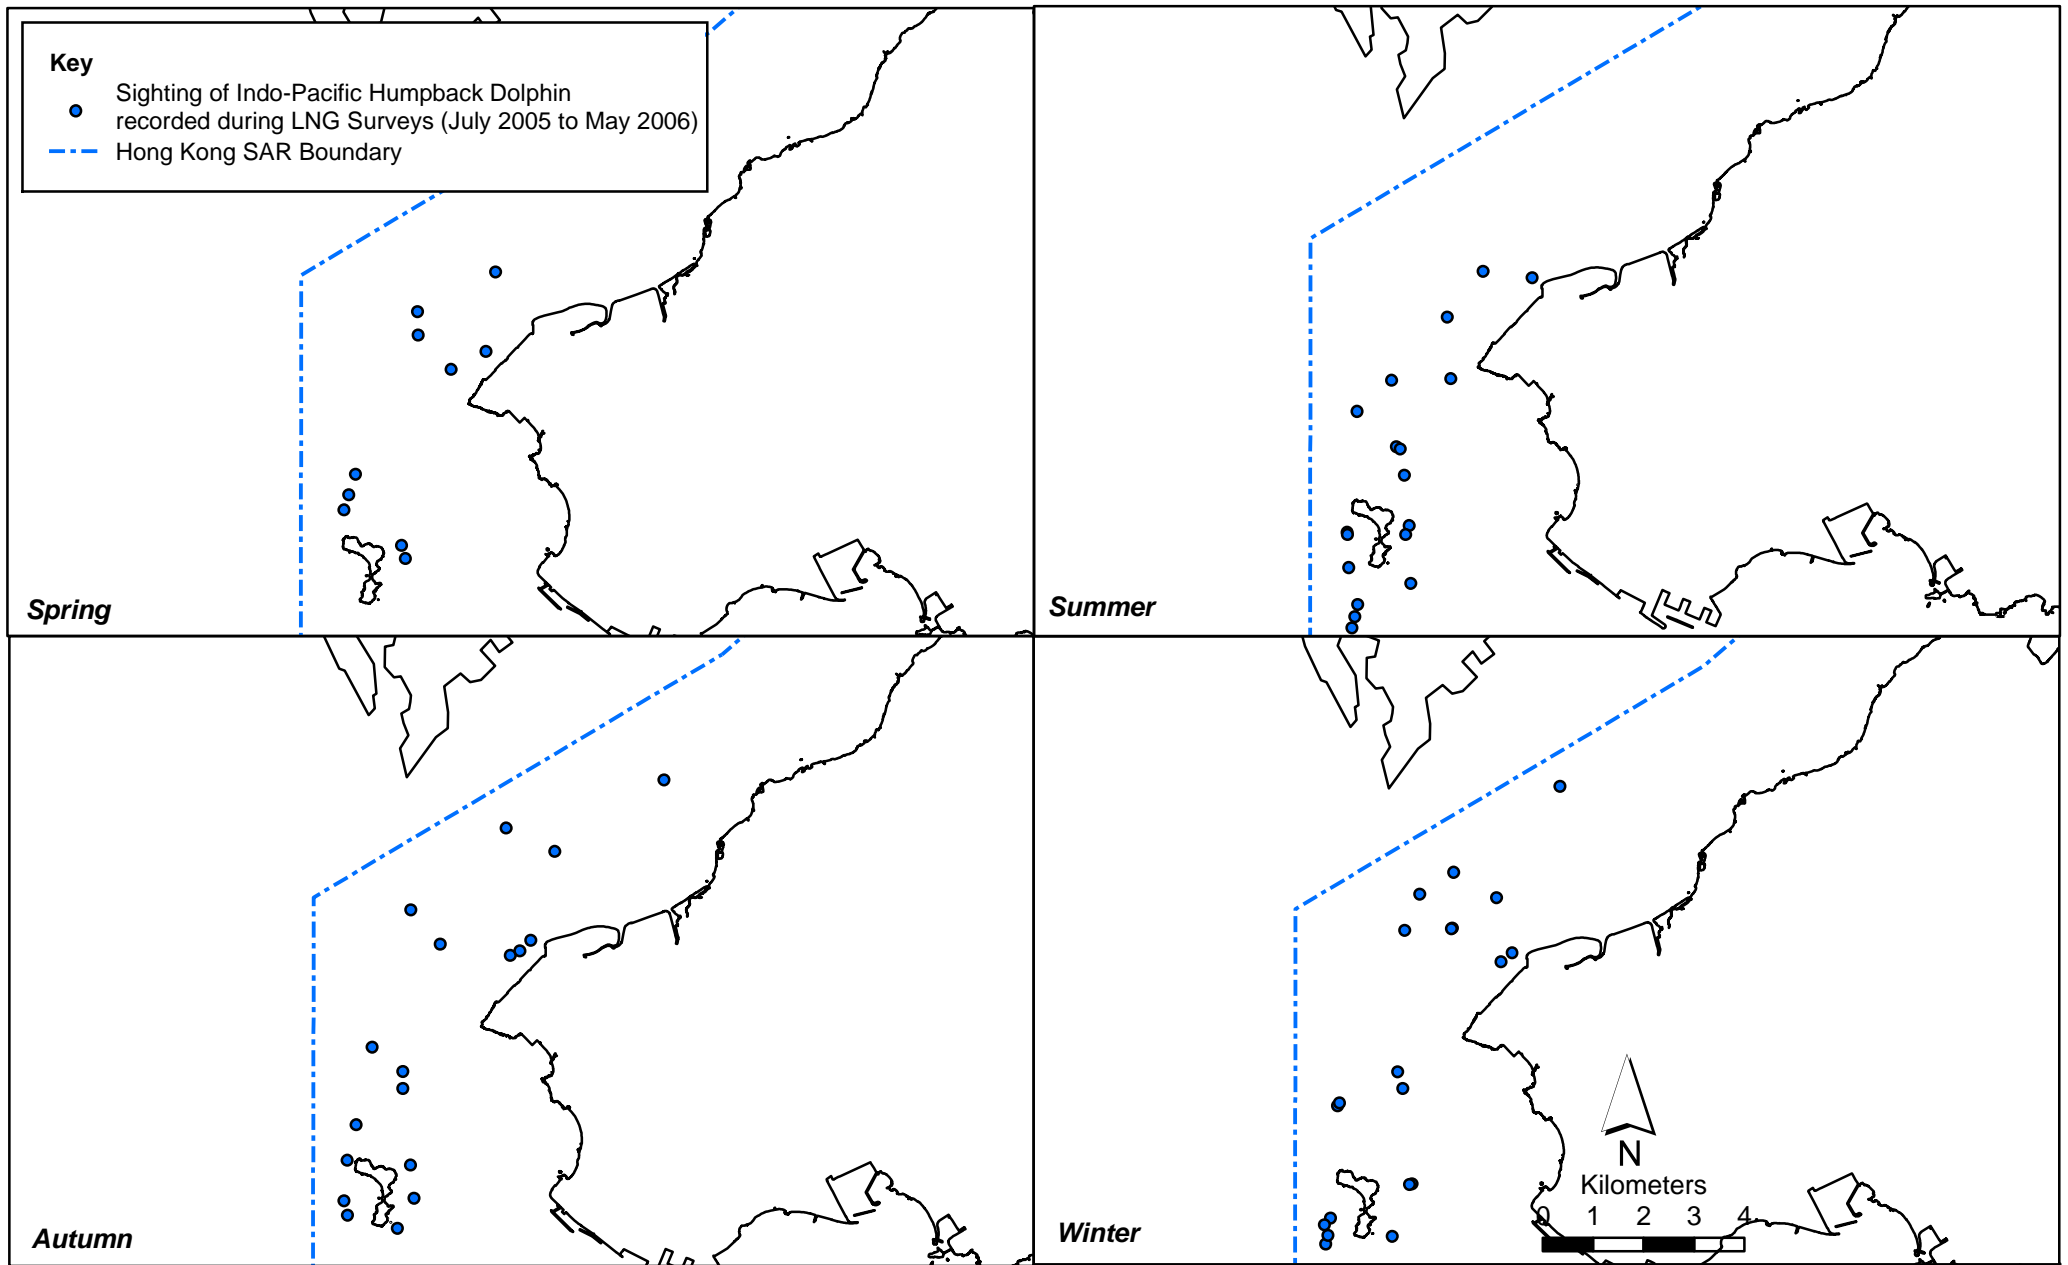 Key
Sighting of Indo-Pacific Humpback Dolphin
recorded during LNG Surveys (July 2005 to May 2006)
Hong Kong SAR Boundary
Spring
Summer
Autumn
Winter
N
Kilometers
0 1 2 3 4